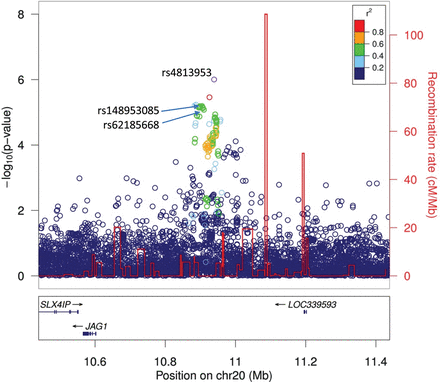 r²
0.8
0.6
0.4
0.2
8
6
4
2
0
−log₁₀(p−value)
rs4813953
rs148953085
rs62185668
100
80
60
40
20
0
Recombination rate (cM/Mb)
SLX4IP
JAG1
LOC339593
10.6 10.8 11 11.2 11.4
Position on chr20 (Mb)